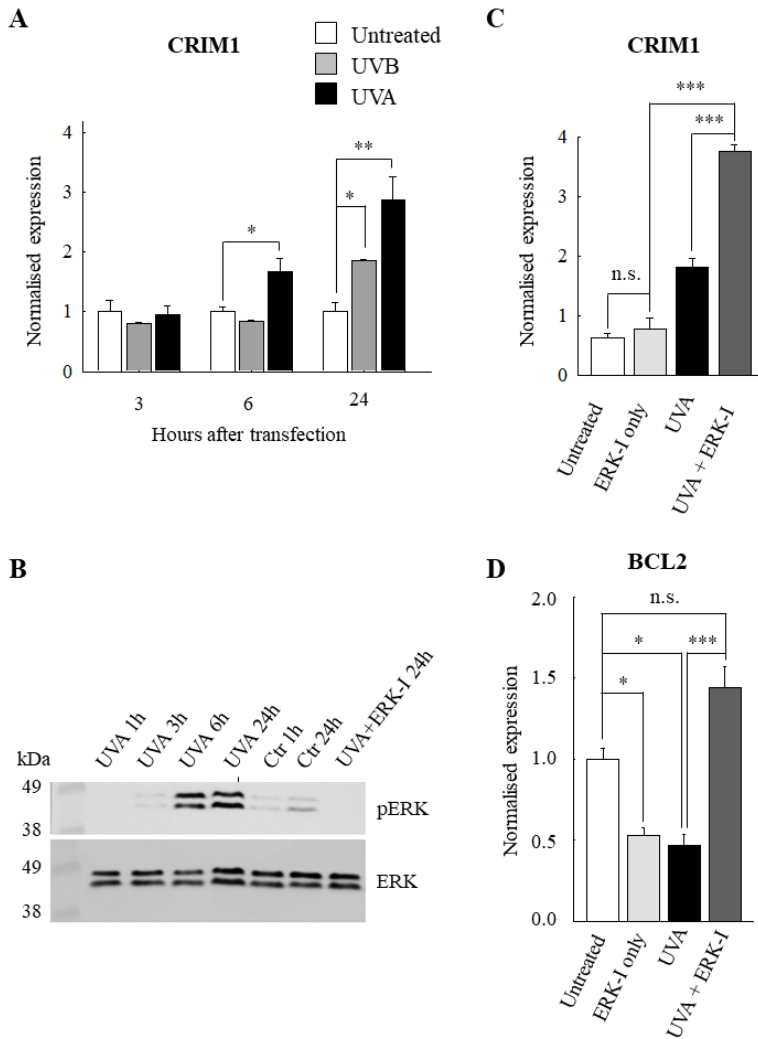 A
CRIM1
Untreated
UVB
UVA
Normalised expression
4
3
2
1
0
*
*
**
3
6
24
Hours after transfection
B
kDa
UVA 1h
UVA 3h
UVA 6h
UVA 24h
Ctr 1h
Ctr 24h
UVA+ERK-I 24h
49
38
pERK
49
38
ERK
C
CRIM1
Normalised expression
4
3
2
1
0
n.s.
***
***
Untreated
ERK-I only
UVA
UVA + ERK-I
D
BCL2
Normalised expression
2.0
1.5
1.0
0.5
0.0
n.s.
*
***
*
Untreated
ERK-I only
UVA
UVA + ERK-I